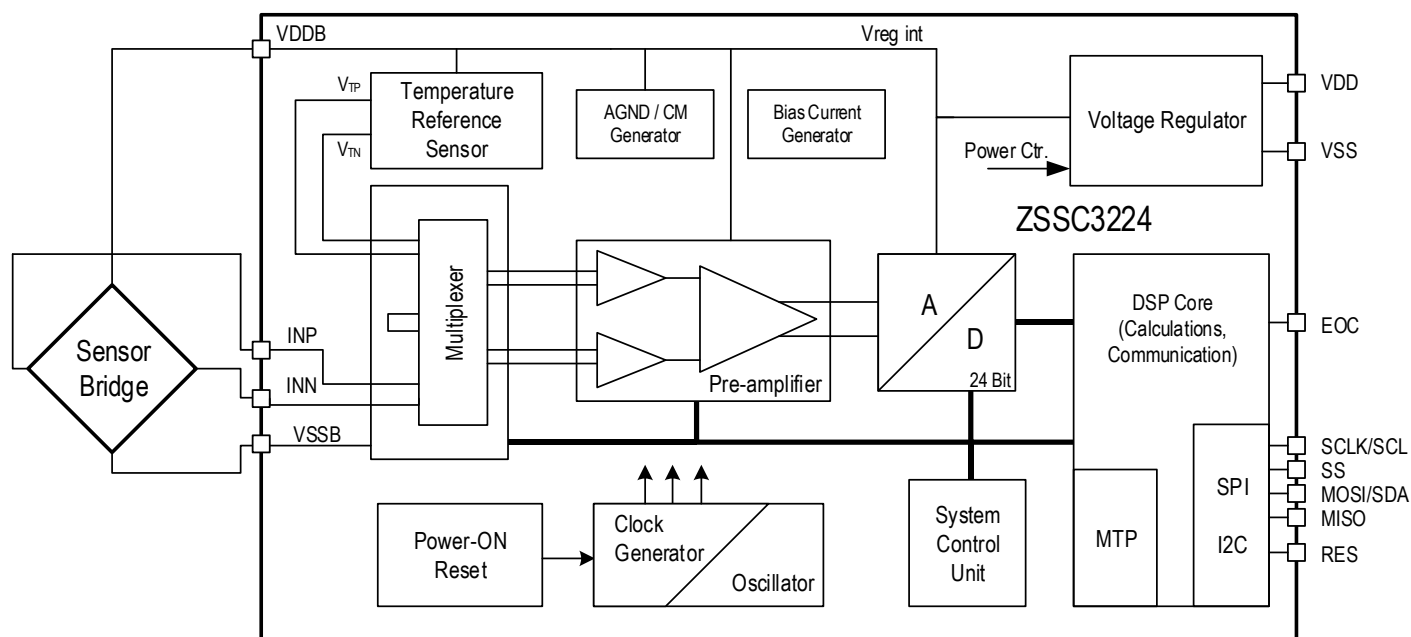 VDDB
Vreg int
VTP
VTN
Temperature
Reference
Sensor
AGND / CM
Generator
Bias Current
Generator
Voltage Regulator
Power Ctr.
VDD
VSS
ZSSC3224
Sensor
Bridge
INP
INN
VSSB
Multiplexer
Pre-amplifier
A
D
24 Bit
DSP Core
(Calculations,
Communication)
EOC
SCLK/SCL
SS
MOSI/SDA
MISO
RES
SPI
I2C
MTP
Power-ON
Reset
Clock
Generator
Oscillator
System
Control
Unit